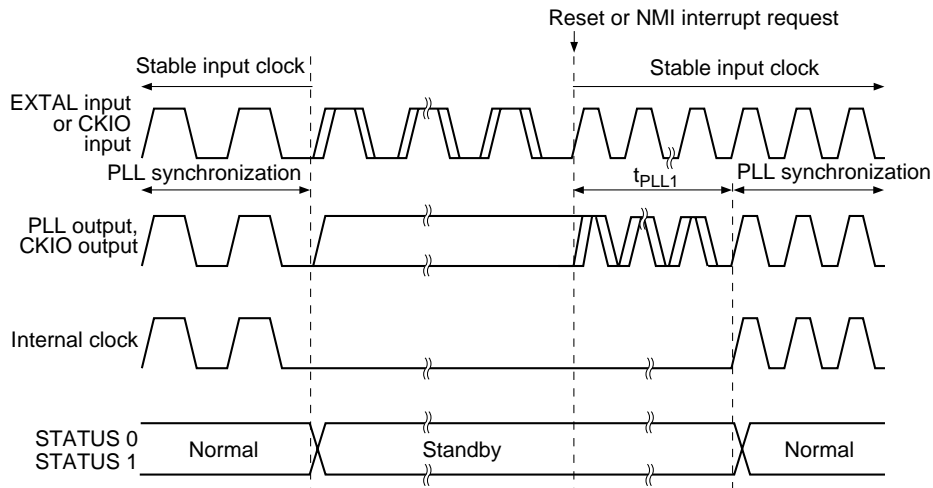 Reset or NMI interrupt request
Stable input clock
Stable input clock
EXTAL input
or CKIO
input
PLL synchronization
tPLL1
PLL synchronization
PLL output,
CKIO output
Internal clock
STATUS 0
STATUS 1
Normal
Standby
Normal